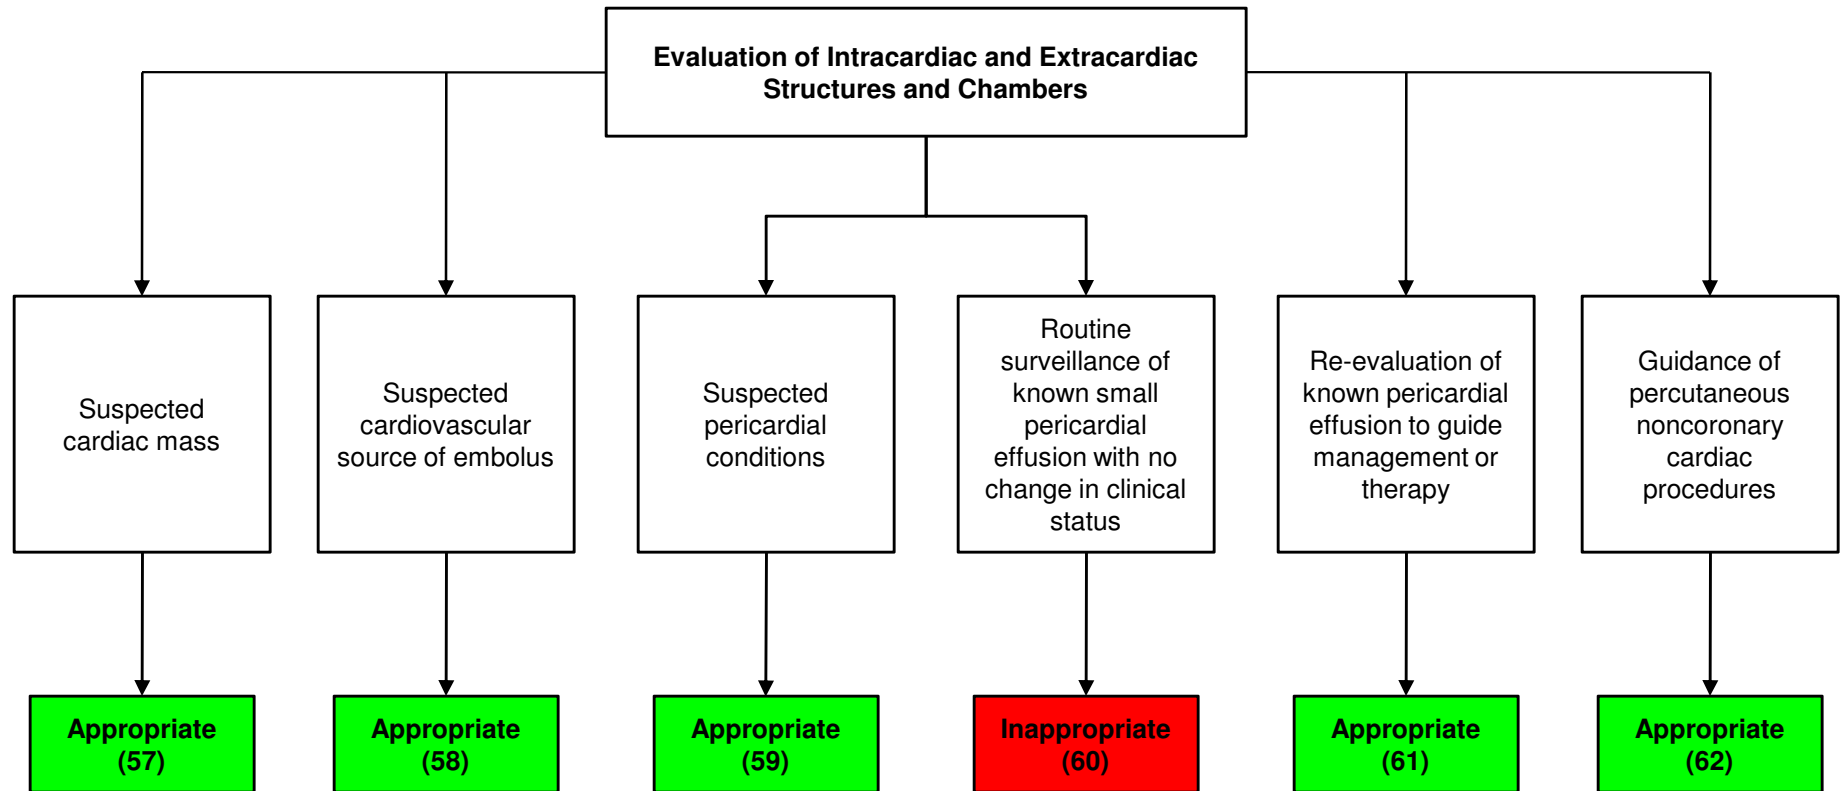 Evaluation of Intracardiac and Extracardiac
Structures and Chambers
Suspected
cardiac mass
Suspected
cardiovascular
source of embolus
Suspected
pericardial
conditions
Routine
surveillance of
known small
pericardial
effusion with no
change in clinical
status
Re-evaluation of
known pericardial
effusion to guide
management or
therapy
Guidance of
percutaneous
noncoronary
cardiac
procedures
Appropriate
(57)
Appropriate
(58)
Appropriate
(59)
Inappropriate
(60)
Appropriate
(61)
Appropriate
(62)